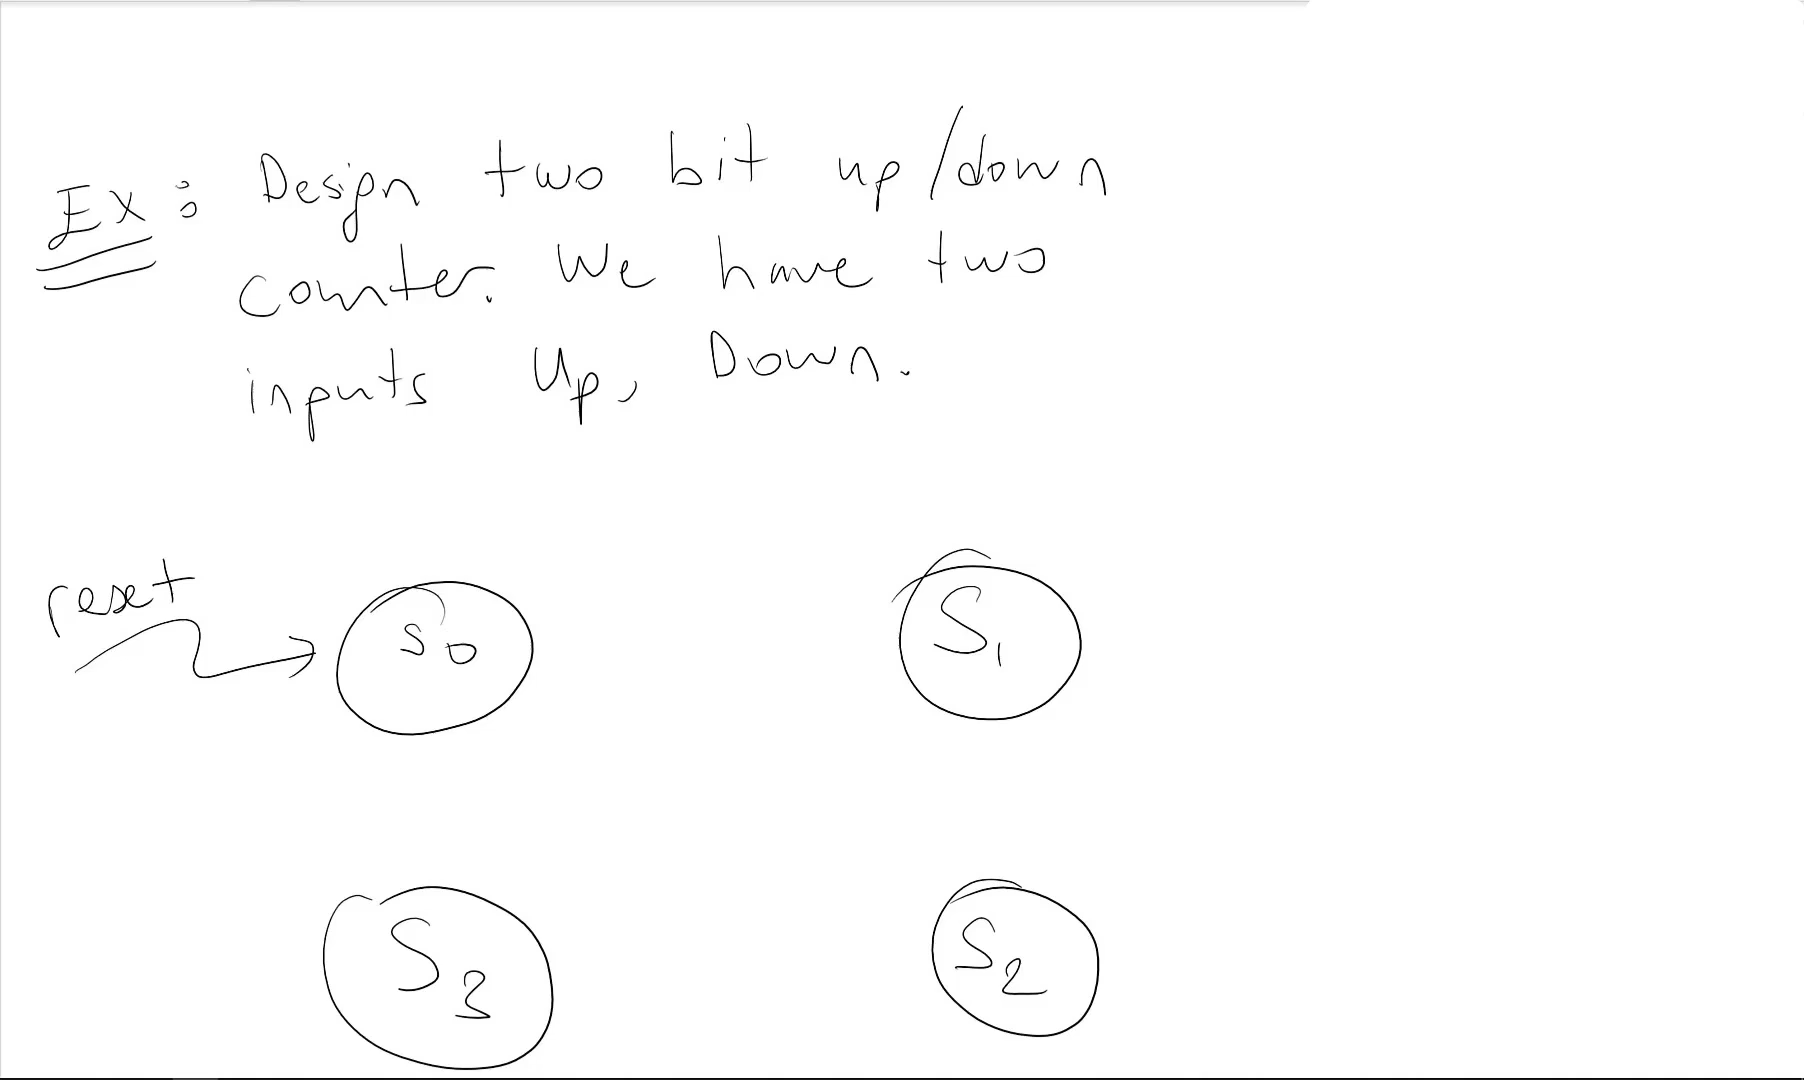 Ex: Design two bit up/down
counter. We have two
inputs Up, Down.
reset
S0
S1
S3
S2